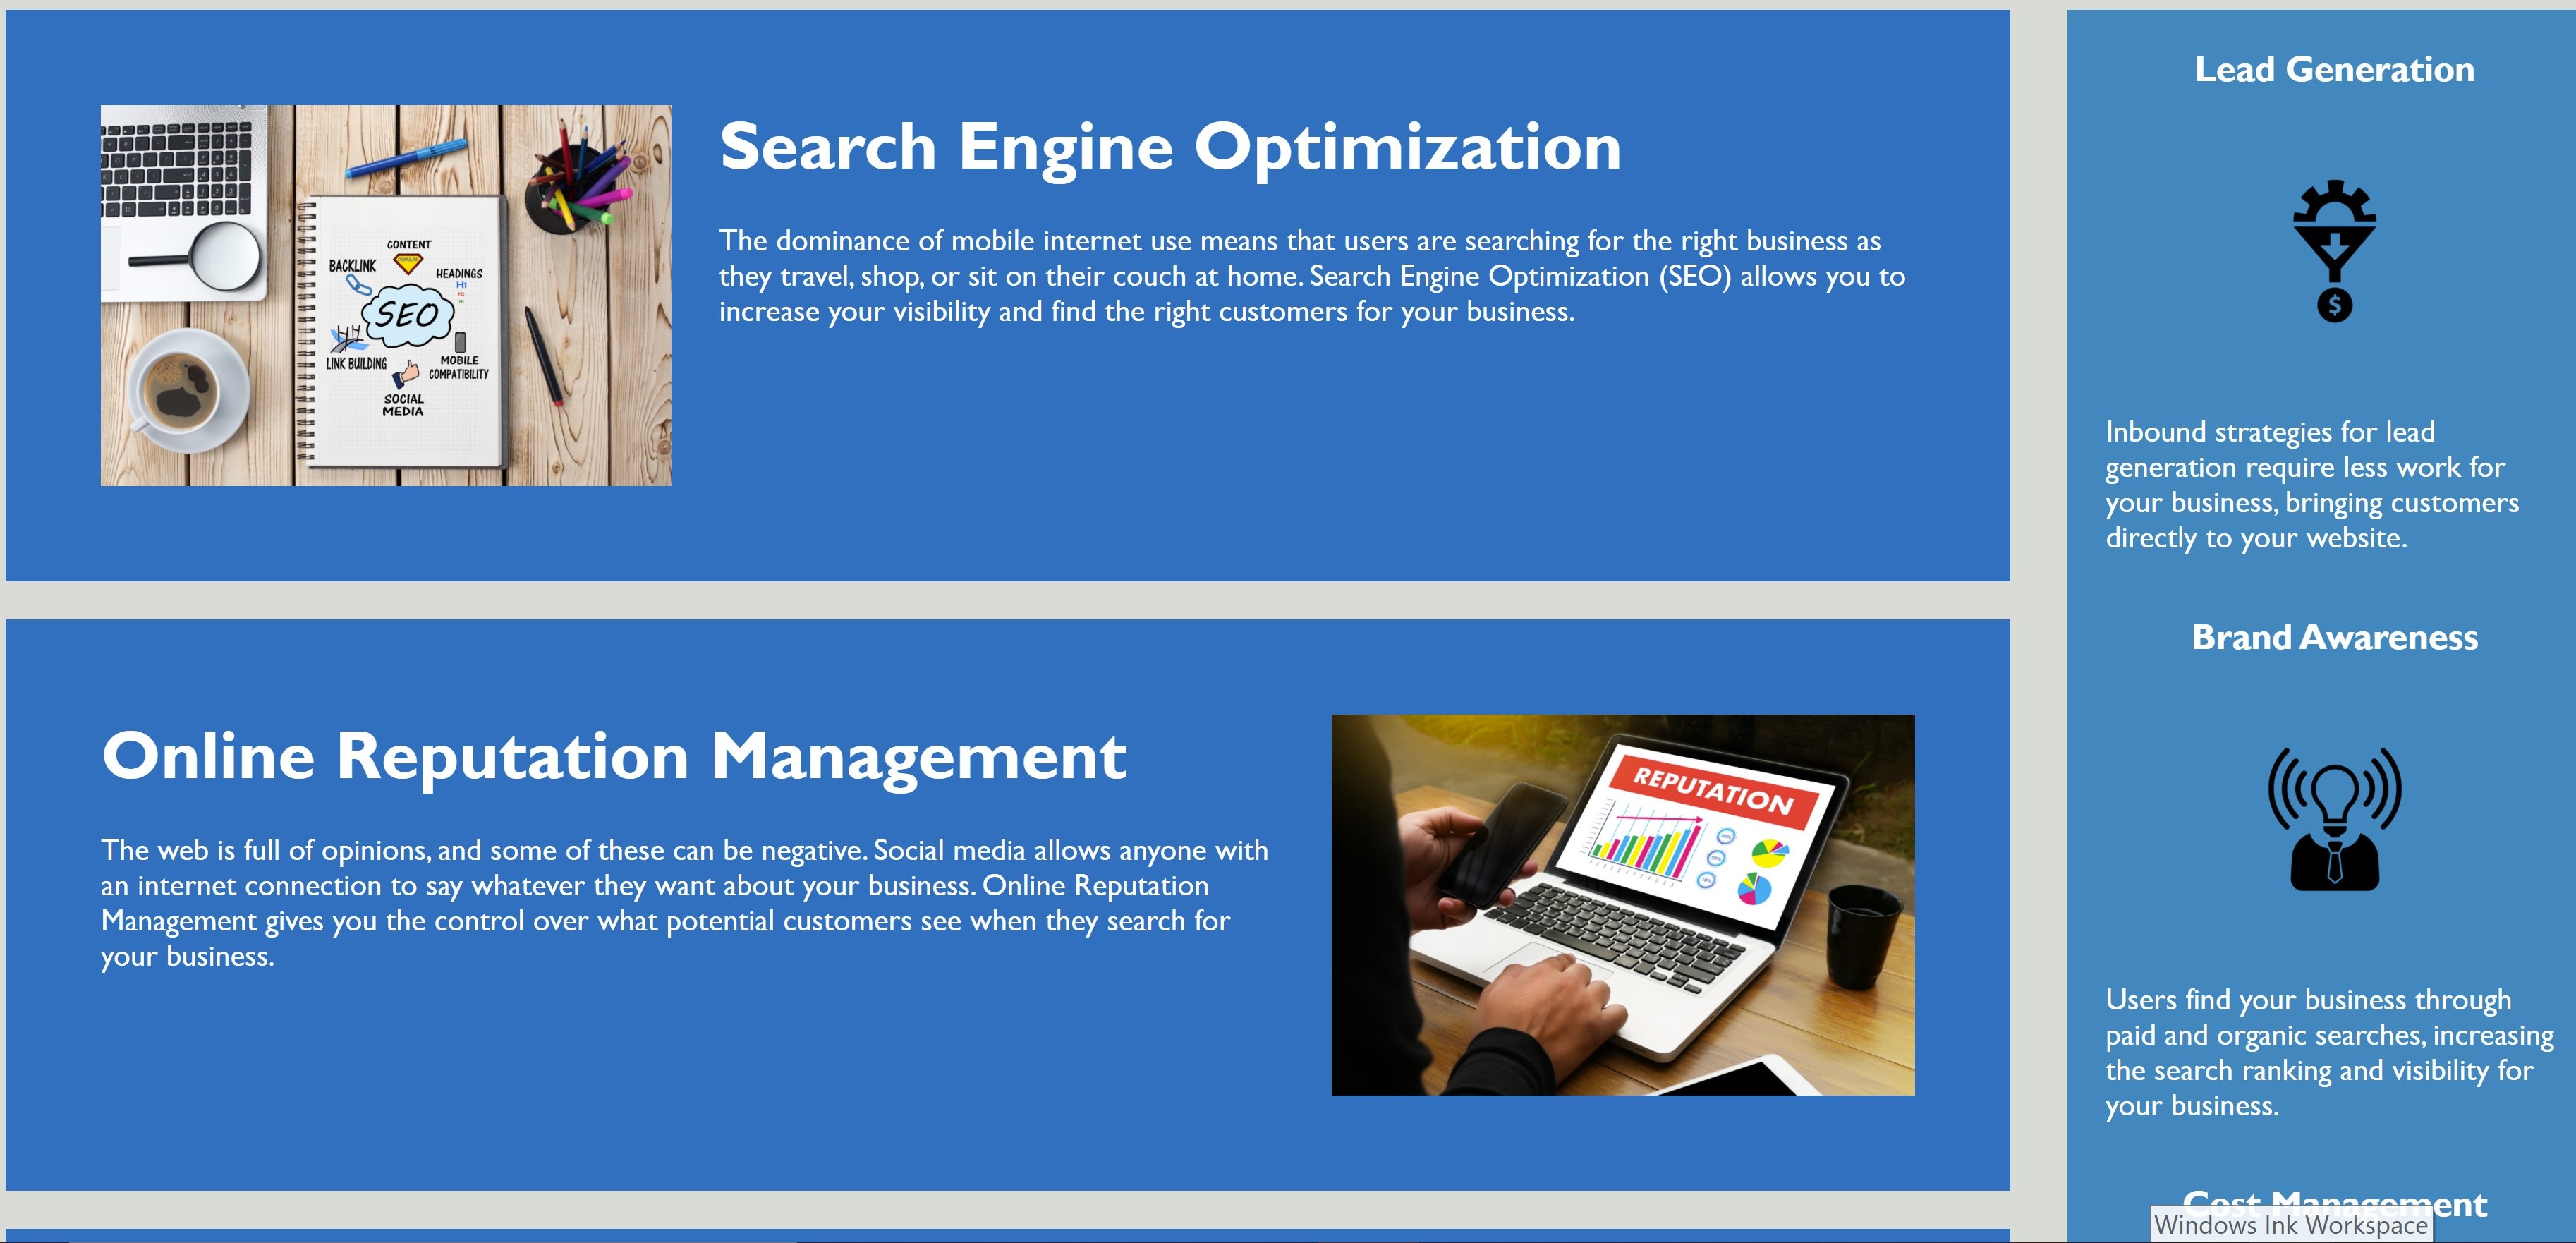 Search Engine Optimization
The dominance of mobile internet use means that users are searching for the right business as
they travel, shop, or sit on their couch at home. Search Engine Optimization (SEO) allows you to
increase your visibility and find the right customers for your business.
CONTENT
BACKLINK
HEADINGS
H1
SEO
LINK BUILDING
MOBILE
COMPATIBILITY
SOCIAL
MEDIA
Online Reputation Management
The web is full of opinions, and some of these can be negative. Social media allows anyone with
an internet connection to say whatever they want about your business. Online Reputation
Management gives you the control over what potential customers see when they search for
your business.
REPUTATION
Lead Generation
$
Inbound strategies for lead
generation require less work for
your business, bringing customers
directly to your website.
Brand Awareness
Users find your business through
paid and organic searches, increasing
the search ranking and visibility for
your business.
Cost Management
Windows Ink Workspace